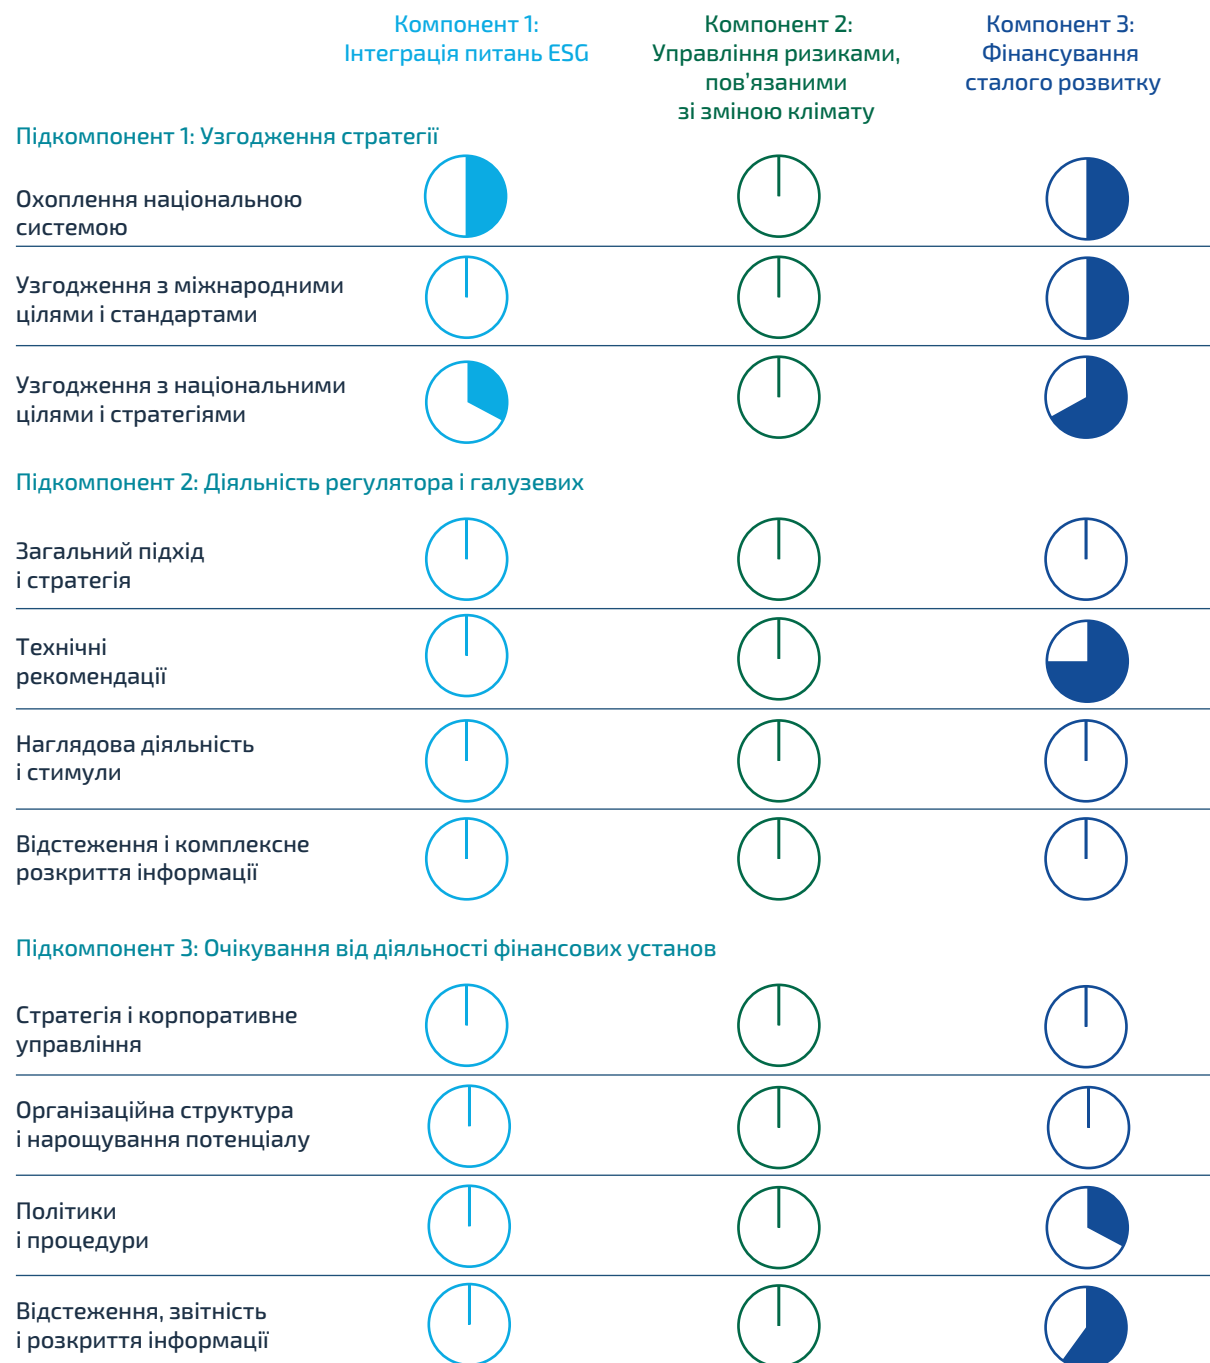 Компонент 1:
Інтеграція питань ESG
Компонент 2:
Управління ризиками,
пов’язаними
зі зміною клімату
Компонент 3:
Фінансування
сталого розвитку
Підкомпонент 1: Узгодження стратегії
Охоплення національною
системою
Узгодження з міжнародними
цілями і стандартами
Узгодження з національними
цілями і стратегіями
Підкомпонент 2: Діяльність регулятора і галузевих
Загальний підхід
і стратегія
Технічні
рекомендації
Наглядова діяльність
і стимули
Відстеження і комплексне
розкриття інформації
Підкомпонент 3: Очікування від діяльності фінансових установ
Стратегія і корпоративне
управління
Організаційна структура
і нарощування потенціалу
Політики
і процедури
Відстеження, звітність
і розкриття інформації